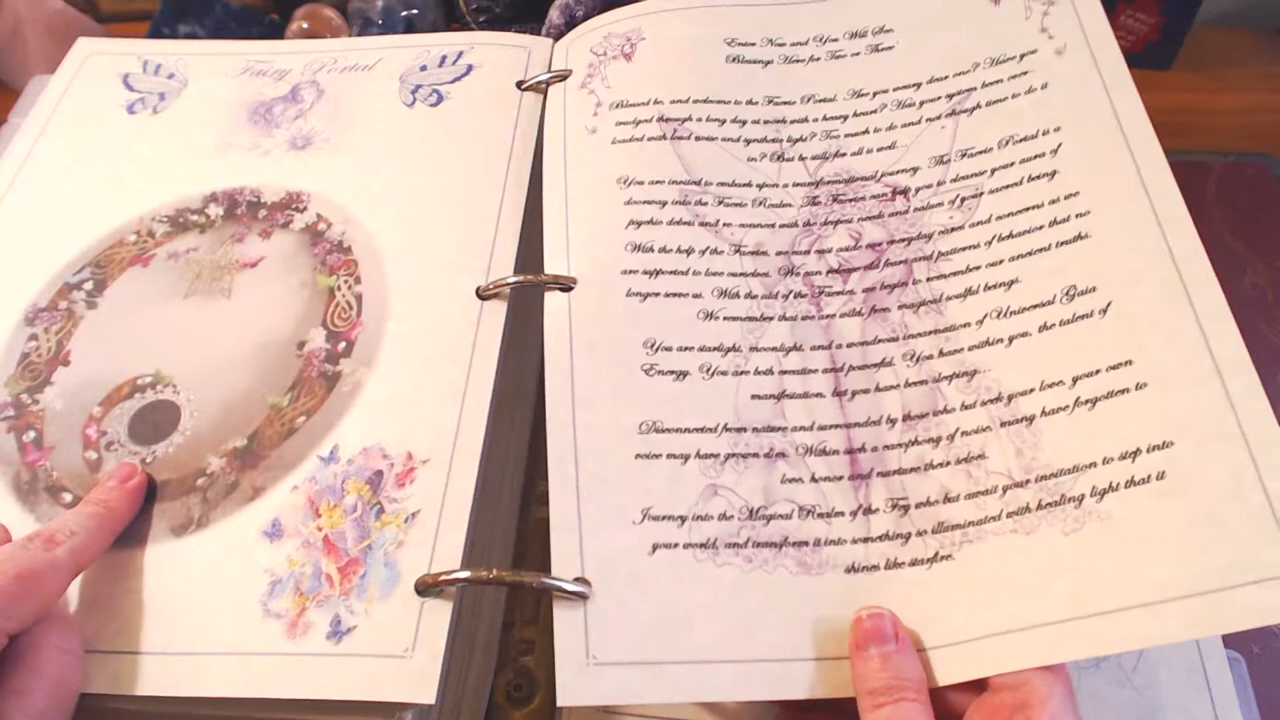 Fairy Portal
Enter Now and You Will See,
Blessings Here for Two or Three
Blessed be, and welcome to the Faerie Portal. Are you weary dear one? Have you
trudged through a long day at work with a heavy heart? Has your system been over-
loaded with loud noise and synthetic light? Too much to do and not enough time to do it
in? But be still, for all is well...
You are invited to embark upon a transformational journey. The Faerie Portal is a
doorway into the Faerie Realm. The Faeries can help you to cleanse your aura of
psychic debris and re-connect with the deepest needs and values of your sacred being.
With the help of the Faeries, we can cast aside our everyday cares and concerns as we
are supported to love ourselves. We can release old fears and patterns of behavior that no
longer serve us. With the aid of the Faeries, we begin to remember our ancient truths.
We remember that we are wild, free, magical soulful beings.
You are starlight, moonlight, and a wondrous incarnation of Universal Gaia
Energy. You are both creative and powerful. You have within you, the talent of
manifestation, but you have been sleeping...
Disconnected from nature and surrounded by those who but seek your love, your own
voice may have grown dim. Within such a cacophony of noise, many have forgotten to
love, honor and nurture their selves.
Journey into the Magical Realm of the Fey who but await your invitation to step into
your world, and transform it into something so illuminated with healing light that it
shines like starfire.